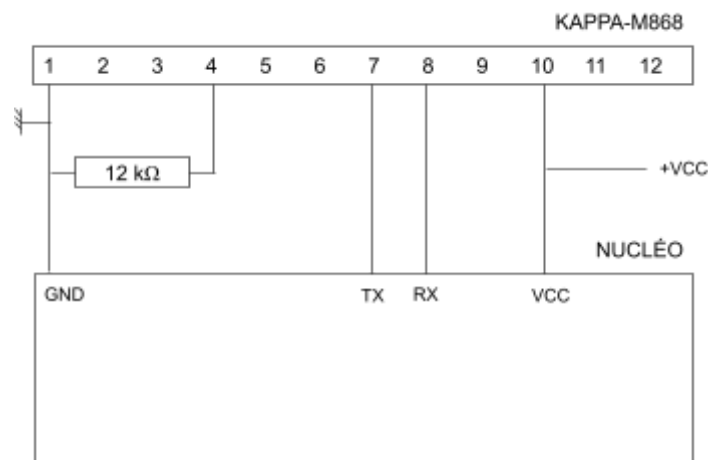 KAPPA-M868
1 2 3 4 5 6 7 8 9 10 11 12
12 kΩ
+VCC
NUCLÉO
GND TX RX VCC